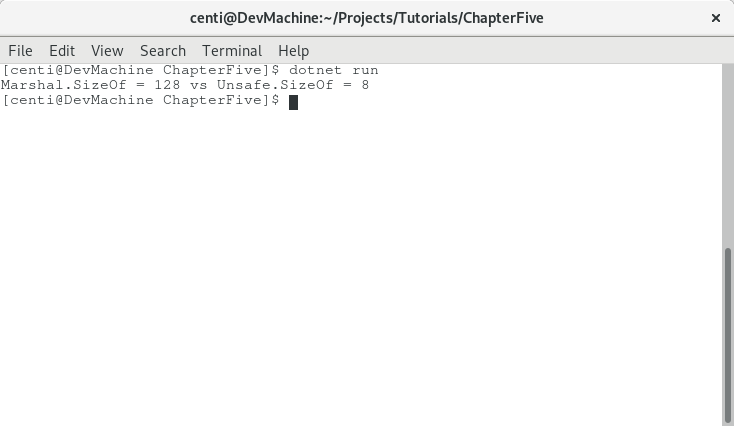 centi@DevMachine:~/Projects/Tutorials/ChapterFive ×
File Edit View Search Terminal Help
[centi@DevMachine ChapterFive]$ dotnet run
Marshal.SizeOf = 128 vs Unsafe.SizeOf = 8
[centi@DevMachine ChapterFive]$